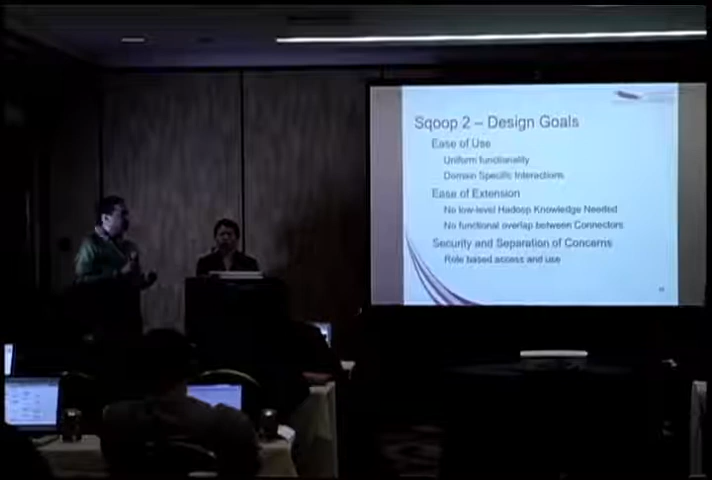 Sqoop 2 – Design Goals
Ease of Use
Uniform functionality
Domain Specific Interactions
Ease of Extension
No low-level Hadoop Knowledge Needed
No functional overlap between Connectors
Security and Separation of Concerns
Role based access and use